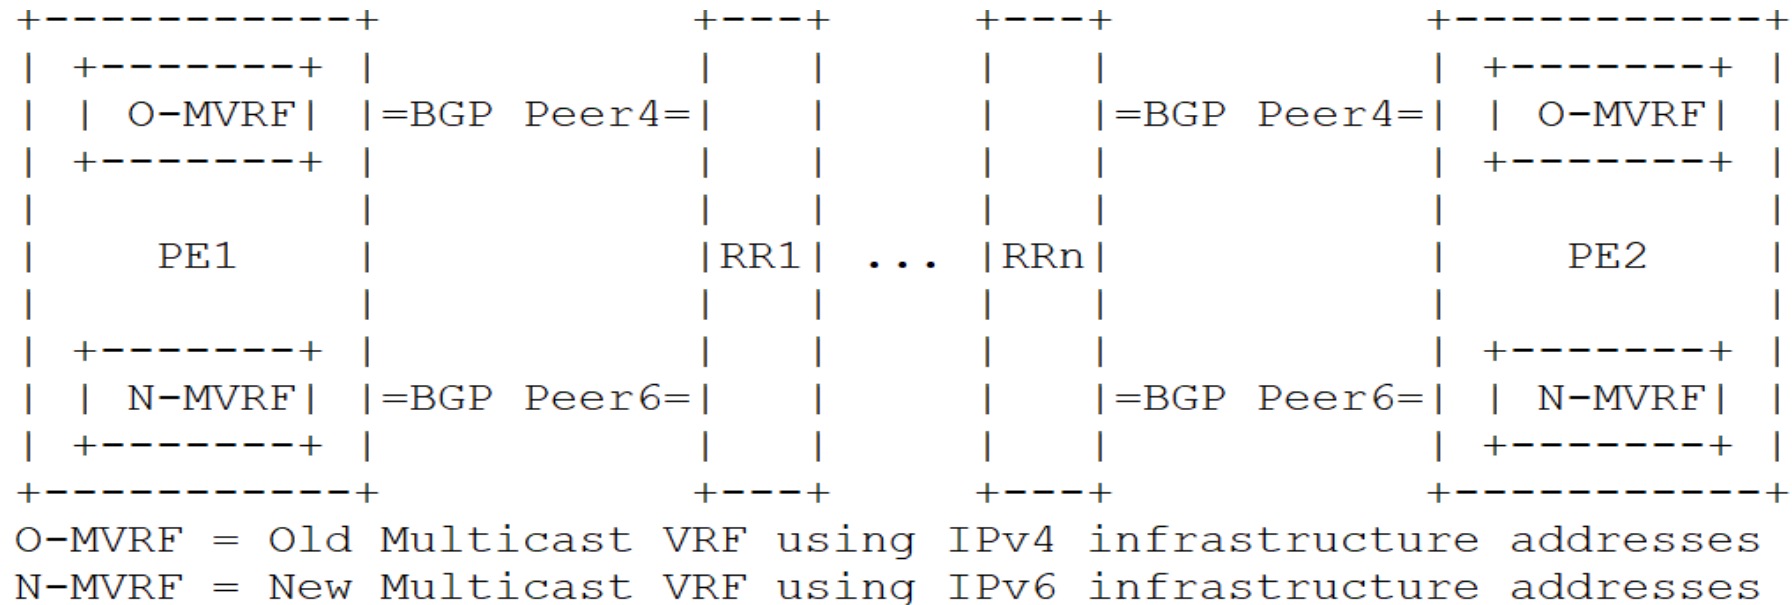 +-----------+          +---+    +---+          +-----------+
| +-------+ |          |   |    |   |          | +-------+ |
| | O-MVRF| |=BGP Peer4=|   |    |   |=BGP Peer4=| | O-MVRF| |
| +-------+ |          |   |    |   |          | +-------+ |
|           |          |   |    |   |          |           |
|    PE1    |          |RR1| ... |RRn|          |    PE2    |
|           |          |   |    |   |          |           |
| +-------+ |          |   |    |   |          | +-------+ |
| | N-MVRF| |=BGP Peer6=|   |    |   |=BGP Peer6=| | N-MVRF| |
| +-------+ |          |   |    |   |          | +-------+ |
+-----------+          +---+    +---+          +-----------+
O-MVRF = Old Multicast VRF using IPv4 infrastructure addresses
N-MVRF = New Multicast VRF using IPv6 infrastructure addresses